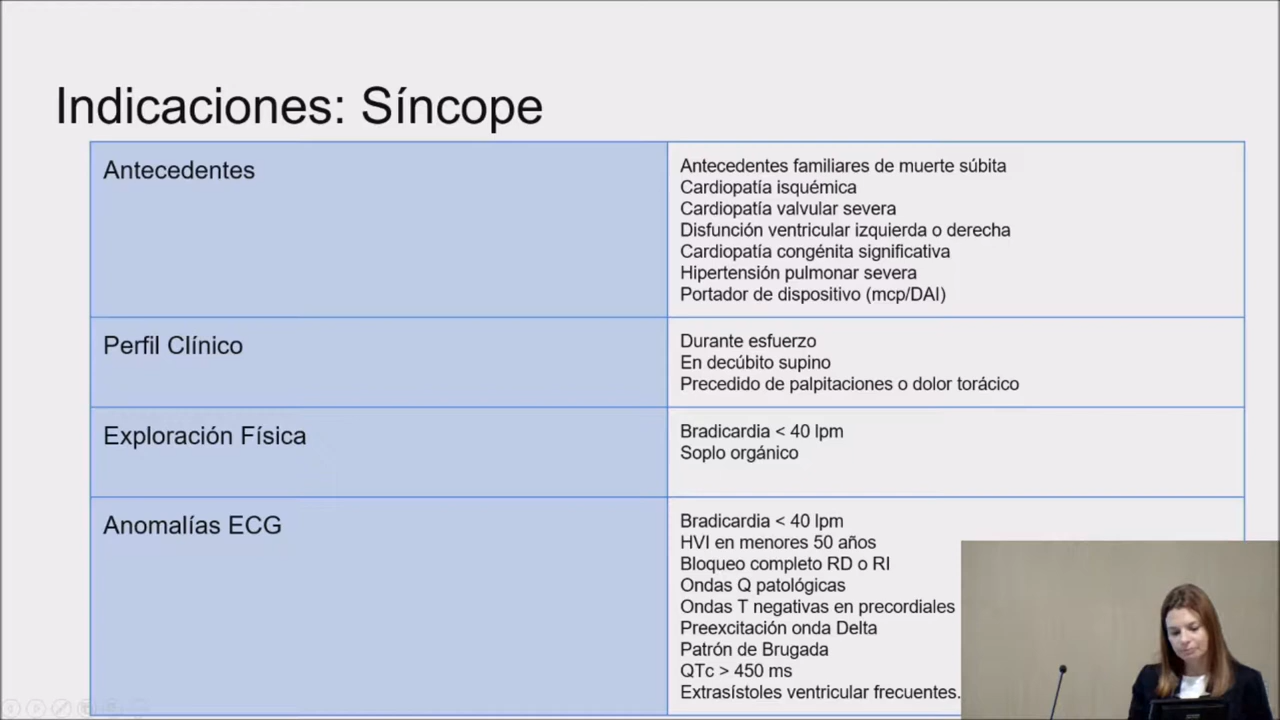 Indicaciones: Síncope
Antecedentes
Antecedentes familiares de muerte súbita
Cardiopatía isquémica
Cardiopatía valvular severa
Disfunción ventricular izquierda o derecha
Cardiopatía congénita significativa
Hipertensión pulmonar severa
Portador de dispositivo (mcp/DAI)
Perfil Clínico
Durante esfuerzo
En decúbito supino
Precedido de palpitaciones o dolor torácico
Exploración Física
Bradicardia < 40 lpm
Soplo orgánico
Anomalías ECG
Bradicardia < 40 lpm
HVI en menores 50 años
Bloqueo completo RD o RI
Ondas Q patológicas
Ondas T negativas en precordiales
Preexcitación onda Delta
Patrón de Brugada
QTc > 450 ms
Extrasístoles ventricular frecuentes.